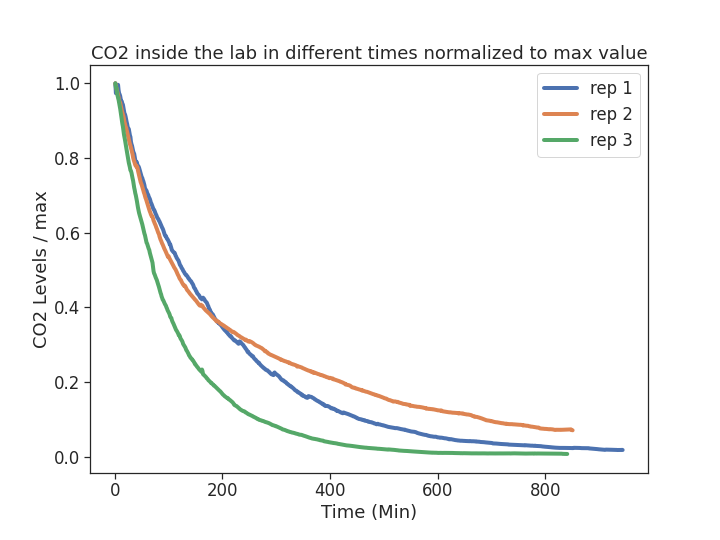 CO2 inside the lab in different times normalized to max value
rep 1
rep 2
rep 3
1.0
0.8
0.6
0.4
0.2
0.0
CO2 Levels / max
0
200
400
600
800
Time (Min)